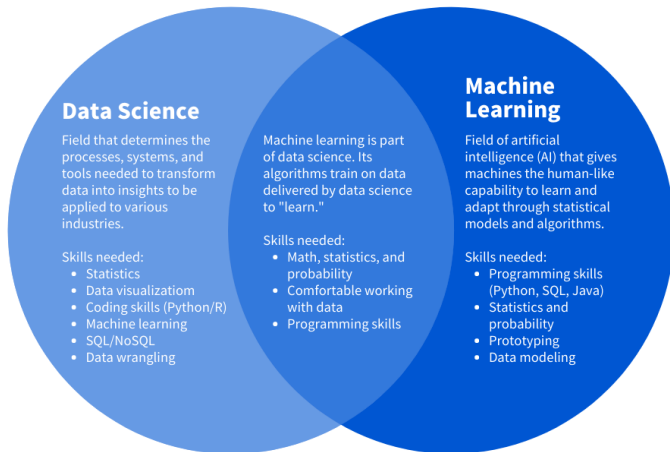 Data Science
Field that determines the
processes, systems, and
tools needed to transform
data into insights to be
applied to various
industries.
Skills needed:
• Statistics
• Data visualizatiom
• Coding skills (Python/R)
• Machine learning
• SQL/NoSQL
• Data wrangling
Machine learning is part
of data science. Its
algorithms train on data
delivered by data science
to "learn."
Skills needed:
• Math, statistics, and
probability
• Comfortable working
with data
• Programming skills
Machine
Learning
Field of artificial
intelligence (AI) that gives
machines the human-like
capability to learn and
adapt through statistical
models and algorithms.
Skills needed:
• Programming skills
(Python, SQL, Java)
• Statistics and
probability
• Prototyping
• Data modeling